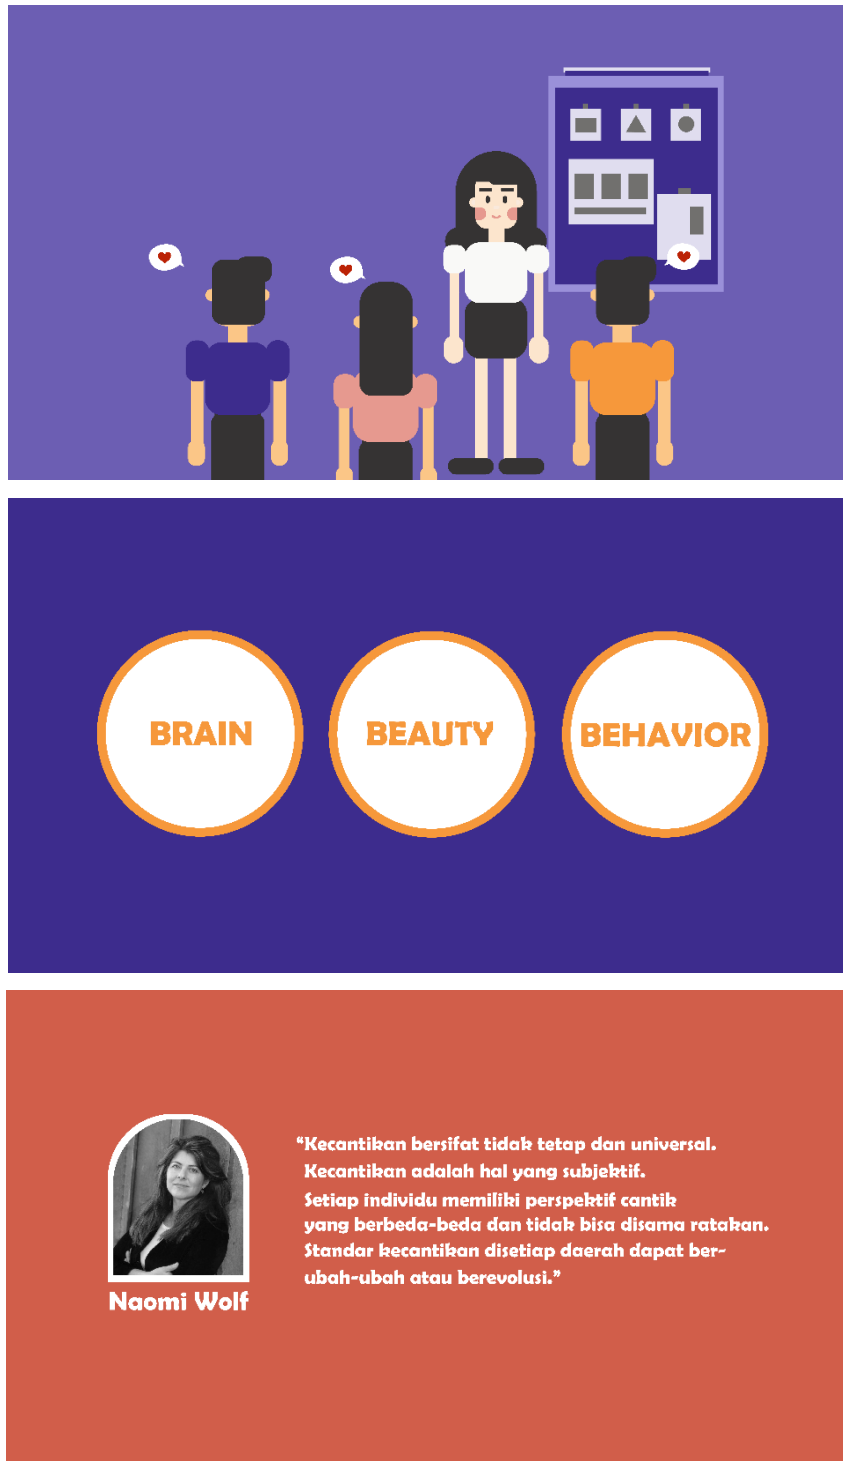 BRAIN
BEAUTY
BEHAVIOR
“Kecantikan bersifat tidak tetap dan universal.
Kecantikan adalah hal yang subjektif.
Setiap individu memiliki perspektif cantik
yang berbeda-beda dan tidak bisa disama ratakan.
Standar kecantikan disetiap daerah dapat ber-
ubah-ubah atau berevolusi.”
Naomi Wolf